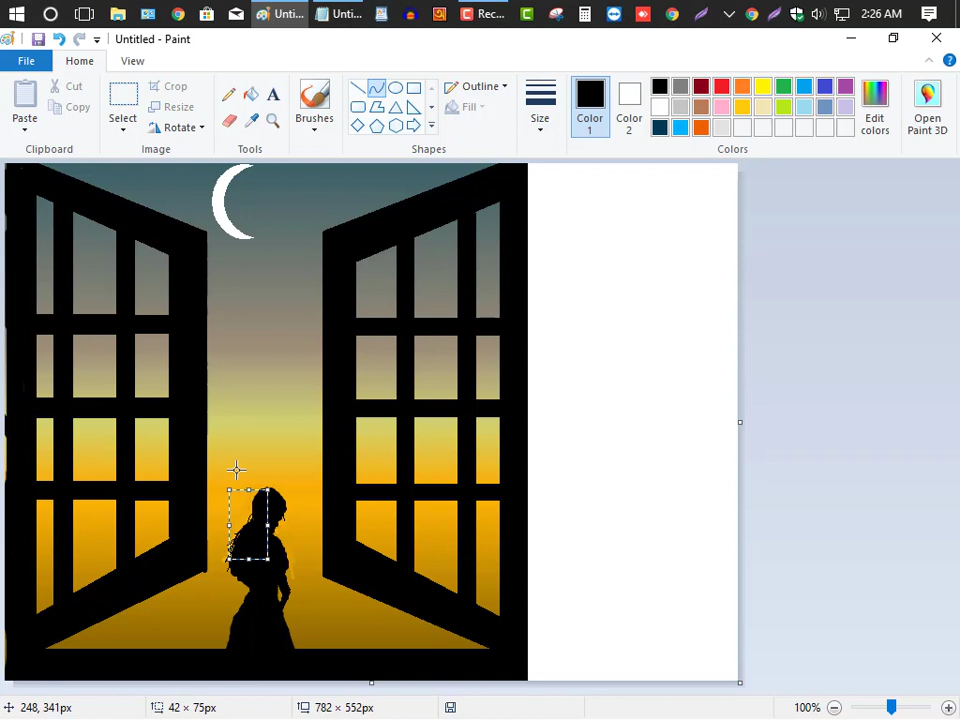 Unti...
Unti...
Rec...
2:26 AM
Untitled - Paint
File
Home
View
Paste
Cut
Copy
Clipboard
Select
Crop
Resize
Rotate
Image
A
Tools
Brushes
Outline
Fill
Shapes
Size
Color 1
Color 2
Edit colors
Open Paint 3D
Colors
248, 341px
42 × 75px
782 × 552px
100%